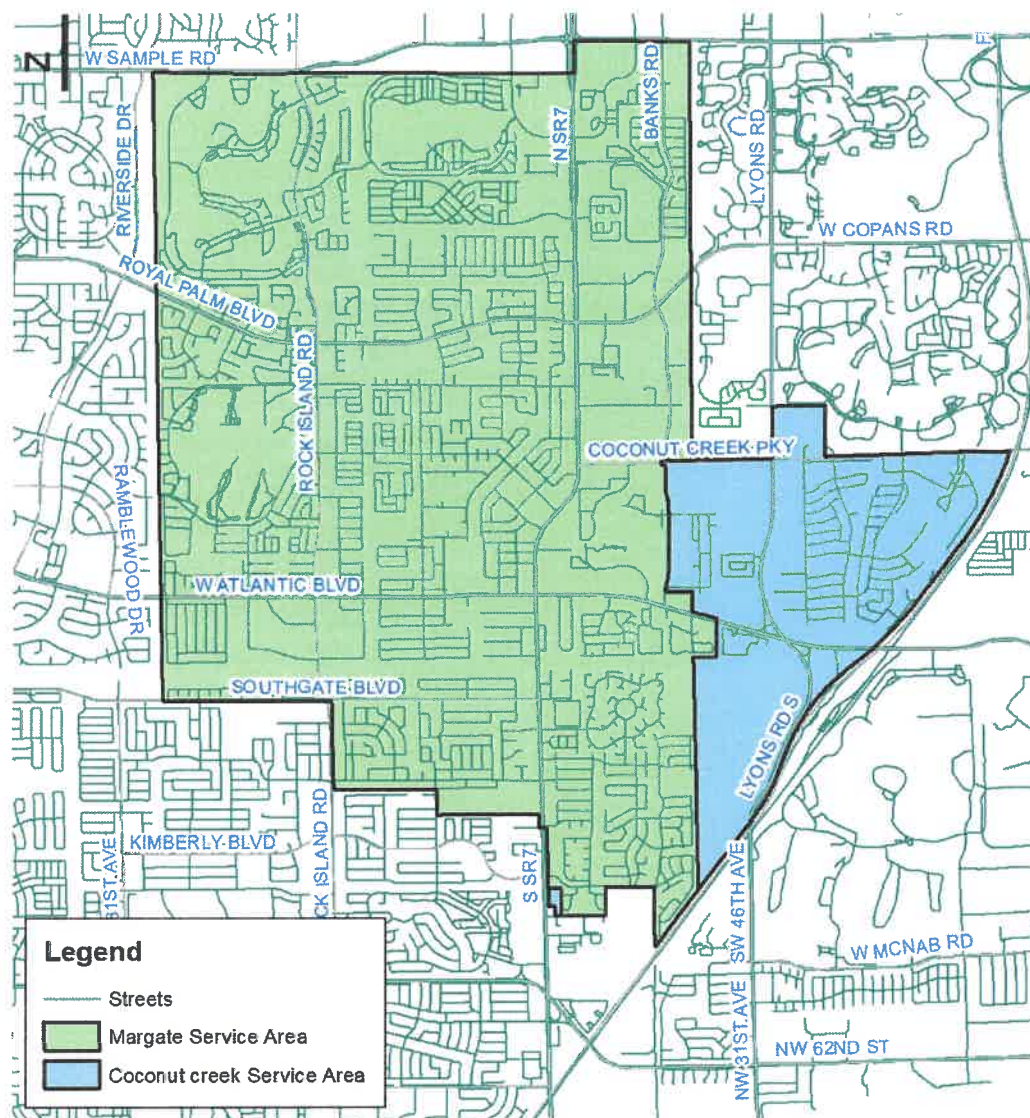 N
W SAMPLE RD
RIVERSIDE DR
N SR7
BANKS RD
LYONS RD
W COPANS RD
ROYAL PALM BLVD
ROCK ISLAND RD
COCONUT CREEK PKY
RAMBLEWOOD DR
W ATLANTIC BLVD
SOUTHGATE BLVD
LYONS RD S
KIMBERLY BLVD
81ST AVE
CK ISLAND RD
S SR7
SW 46TH AVE
W MCNAB RD
NW 31ST AVE
NW 62ND ST
Legend
Streets
Margate Service Area
Coconut creek Service Area